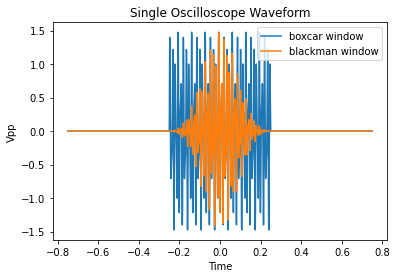 Single Oscilloscope Waveform
boxcar window
blackman window
1.5
1.0
0.5
0.0
−0.5
−1.0
−1.5
Vpp
−0.8 −0.6 −0.4 −0.2 0.0 0.2 0.4 0.6 0.8
Time